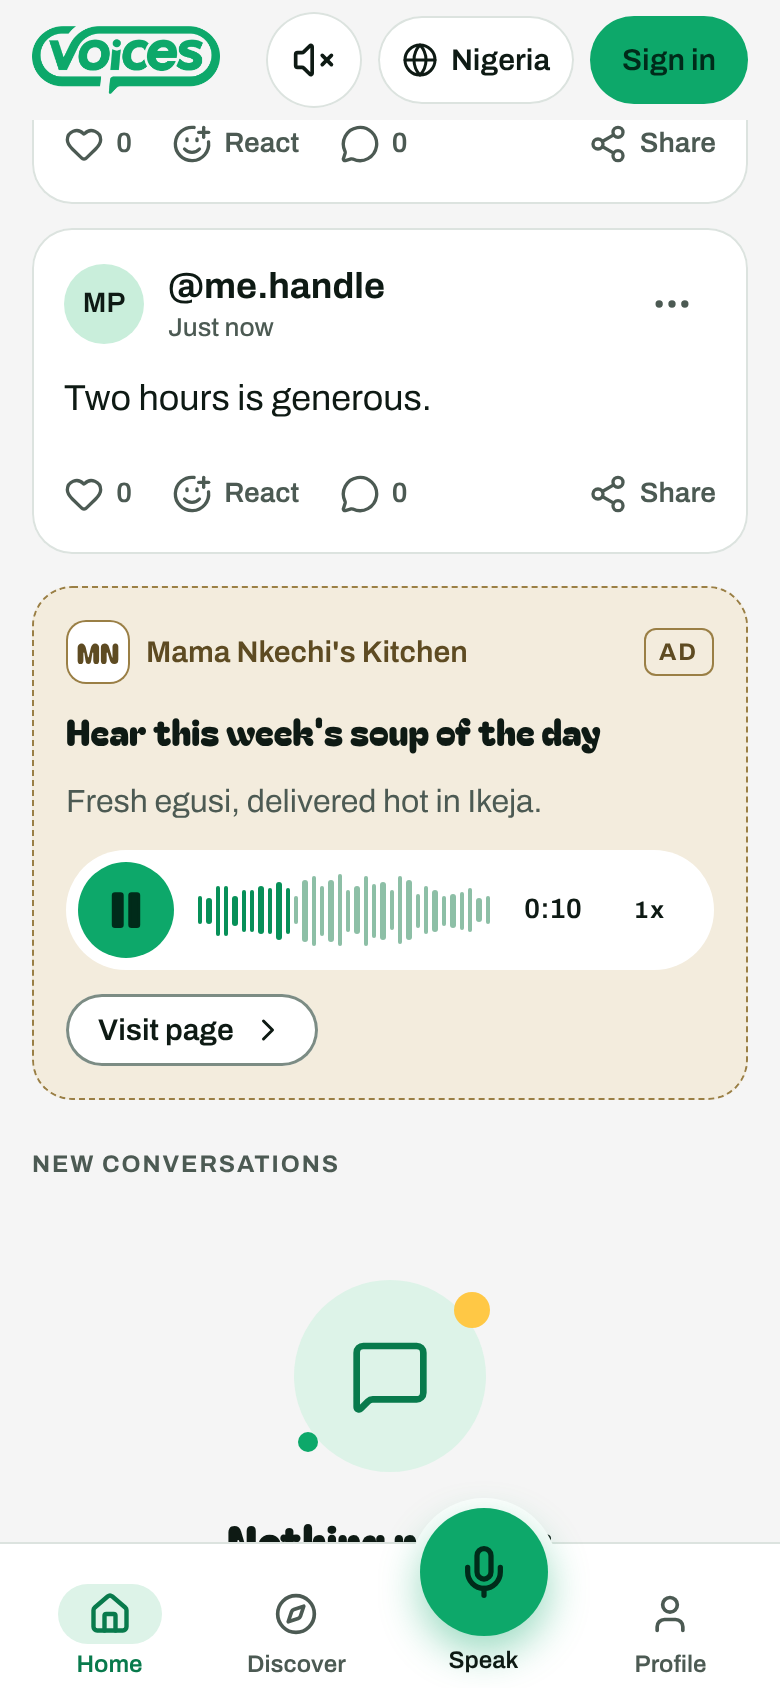 Voices
Nigeria
Sign in
0 React 0 Share
MP
@me.handle
Just now
Two hours is generous.
0 React 0 Share
MN
Mama Nkechi's Kitchen
AD
Hear this week's soup of the day
Fresh egusi, delivered hot in Ikeja.
0:10 1x
Visit page
NEW CONVERSATIONS
Nothing
Home
Discover
Speak
Profile